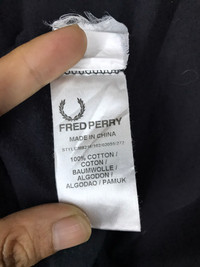 FRED PERRY
MADE IN CHINA
100% COTTON /
COTON /
BAUMWOLLE /
ALGODON /
ALGODAO / PAMUK